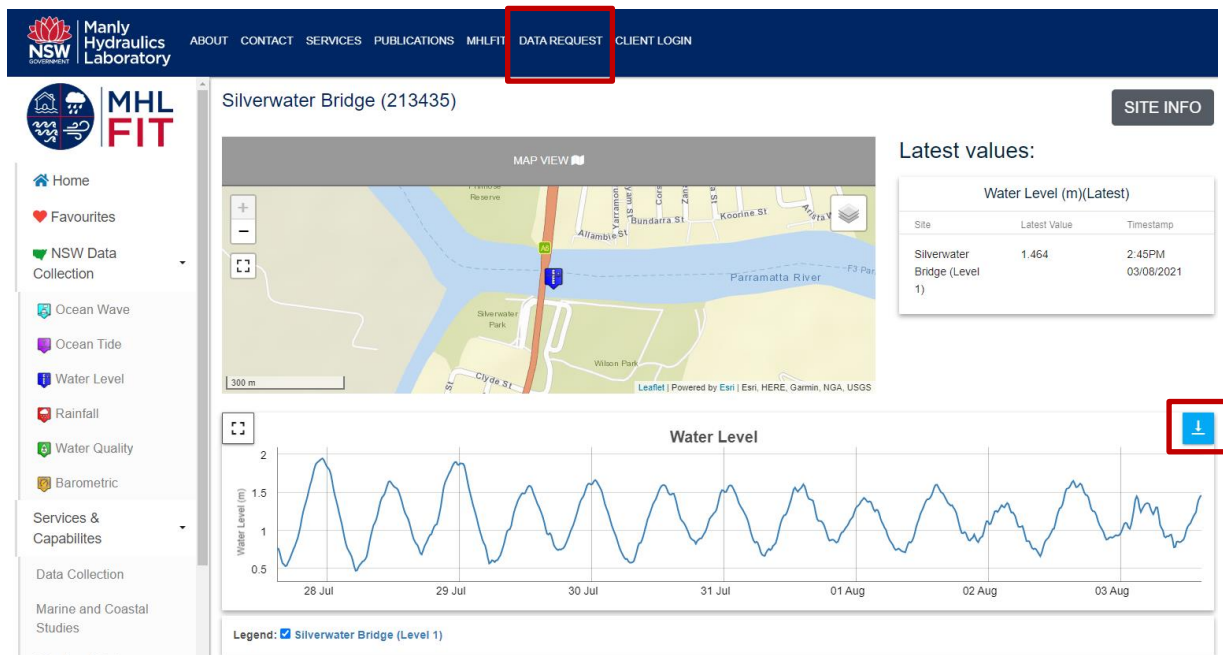 Manly
Hydraulics
Laboratory
NSW
GOVERNMENT
ABOUT CONTACT SERVICES PUBLICATIONS MHLFIT DATA REQUEST CLIENT LOGIN
MHL
FIT
Home
Favourites
NSW Data
Collection
Ocean Wave
Ocean Tide
Water Level
Rainfall
Water Quality
Barometric
Services &
Capabilites
Data Collection
Marine and Coastal
Studies
Silverwater Bridge (213435)
SITE INFO
MAP VIEW
+
−
Reserve
Bundarra St
Koorine St
Allambie St
A6
Parramatta River
Silverwater
Park
Wilson Park
Clyde St
300 m
Leaflet | Powered by Esri | Esri, HERE, Garmin, NGA, USGS
Latest values:
Water Level (m)(Latest)
Site Latest Value Timestamp
Silverwater 1.464 2:45PM
Bridge (Level 03/08/2021
1)
Water Level
Water Level (m)
2
1.5
1
0.5
28 Jul 29 Jul 30 Jul 31 Jul 01 Aug 02 Aug 03 Aug
Legend: Silverwater Bridge (Level 1)